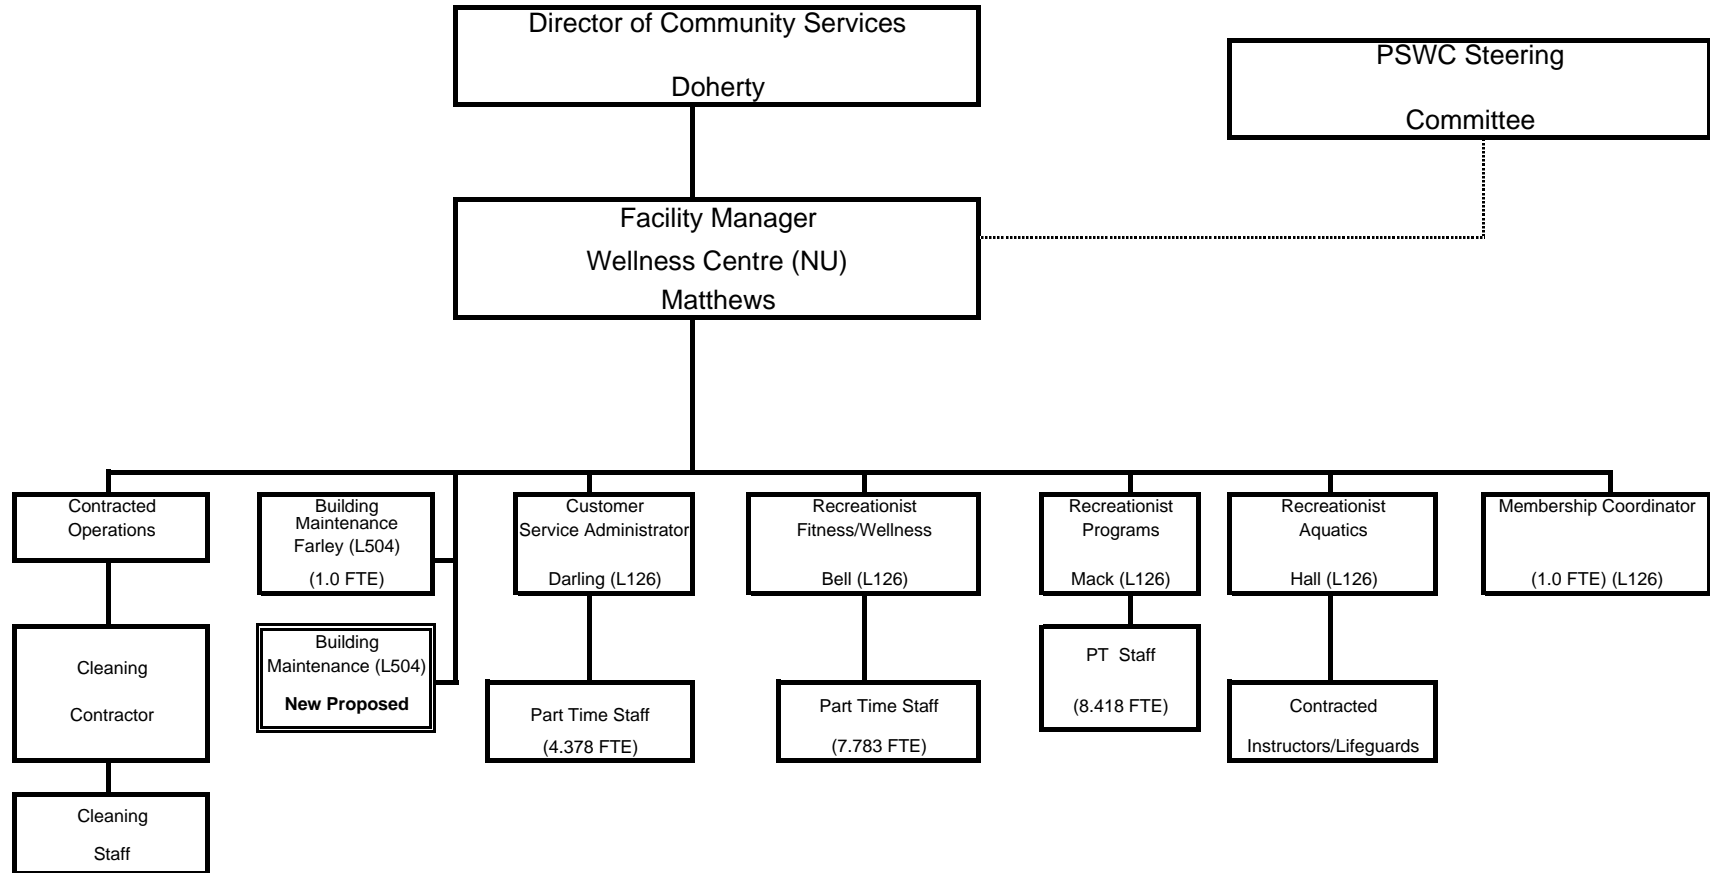 Director of Community Services
Doherty
PSWC Steering
Committee
Facility Manager
Wellness Centre (NU)
Matthews
Contracted
Operations
Cleaning
Contractor
Cleaning
Staff
Building
Maintenance
Farley (L504)
(1.0 FTE)
Building
Maintenance (L504)
New Proposed
Customer
Service Administrator
Darling (L126)
Part Time Staff
(4.378 FTE)
Recreationist
Fitness/Wellness
Bell (L126)
Part Time Staff
(7.783 FTE)
Recreationist
Programs
Mack (L126)
PT Staff
(8.418 FTE)
Recreationist
Aquatics
Hall (L126)
Contracted
Instructors/Lifeguards
Membership Coordinator
(1.0 FTE) (L126)